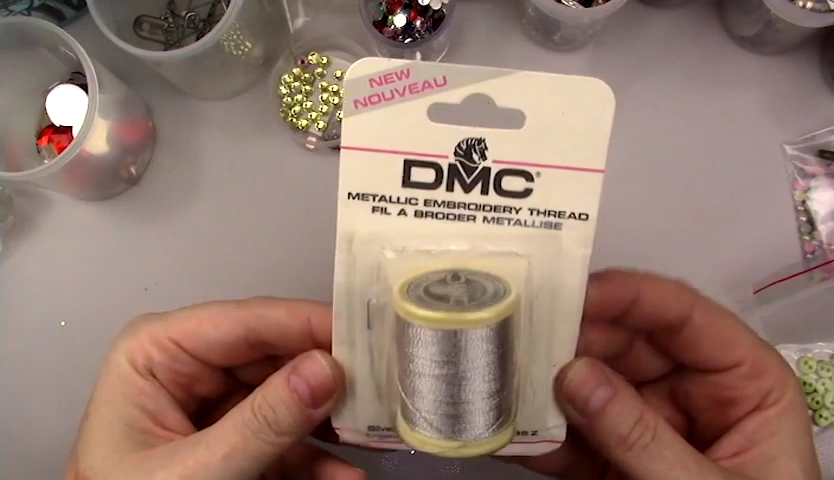 NEW
NOUVEAU
DMC®
METALLIC EMBROIDERY THREAD
FIL A BRODER METALLISE